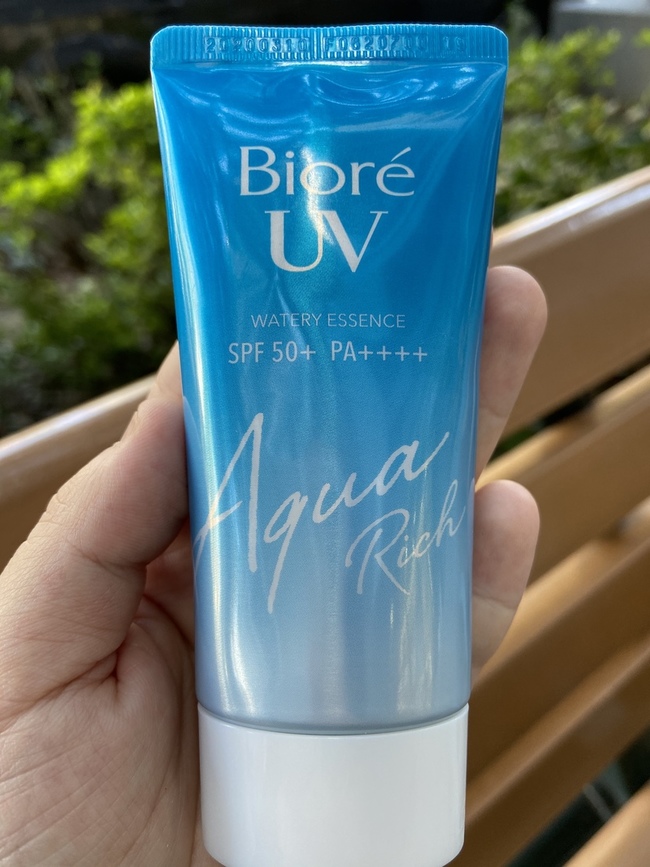 Bioré
UV
WATERY ESSENCE
SPF 50+ PA++++
Aqua
Rich